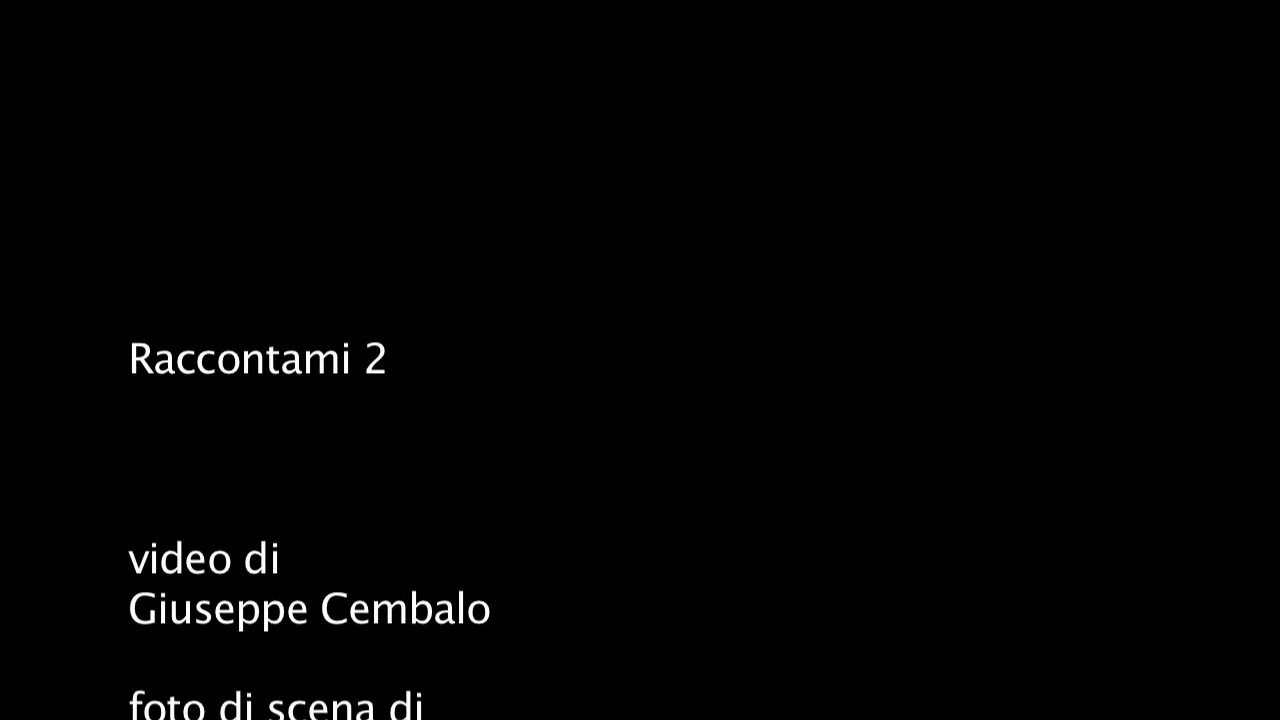 Raccontami 2
video di
Giuseppe Cembalo
foto di scena di